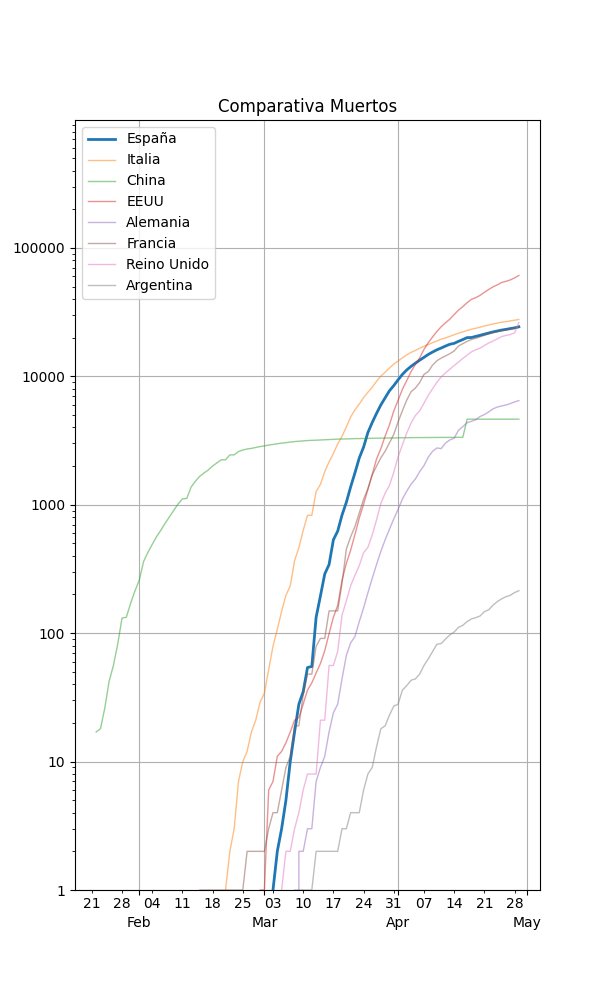 Comparativa Muertos
España
Italia
China
EEUU
Alemania
Francia
Reino Unido
Argentina
100000
10000
1000
100
10
1
21 28 04 11 18 25 03 10 17 24 31 07 14 21 28
Feb Mar Apr May